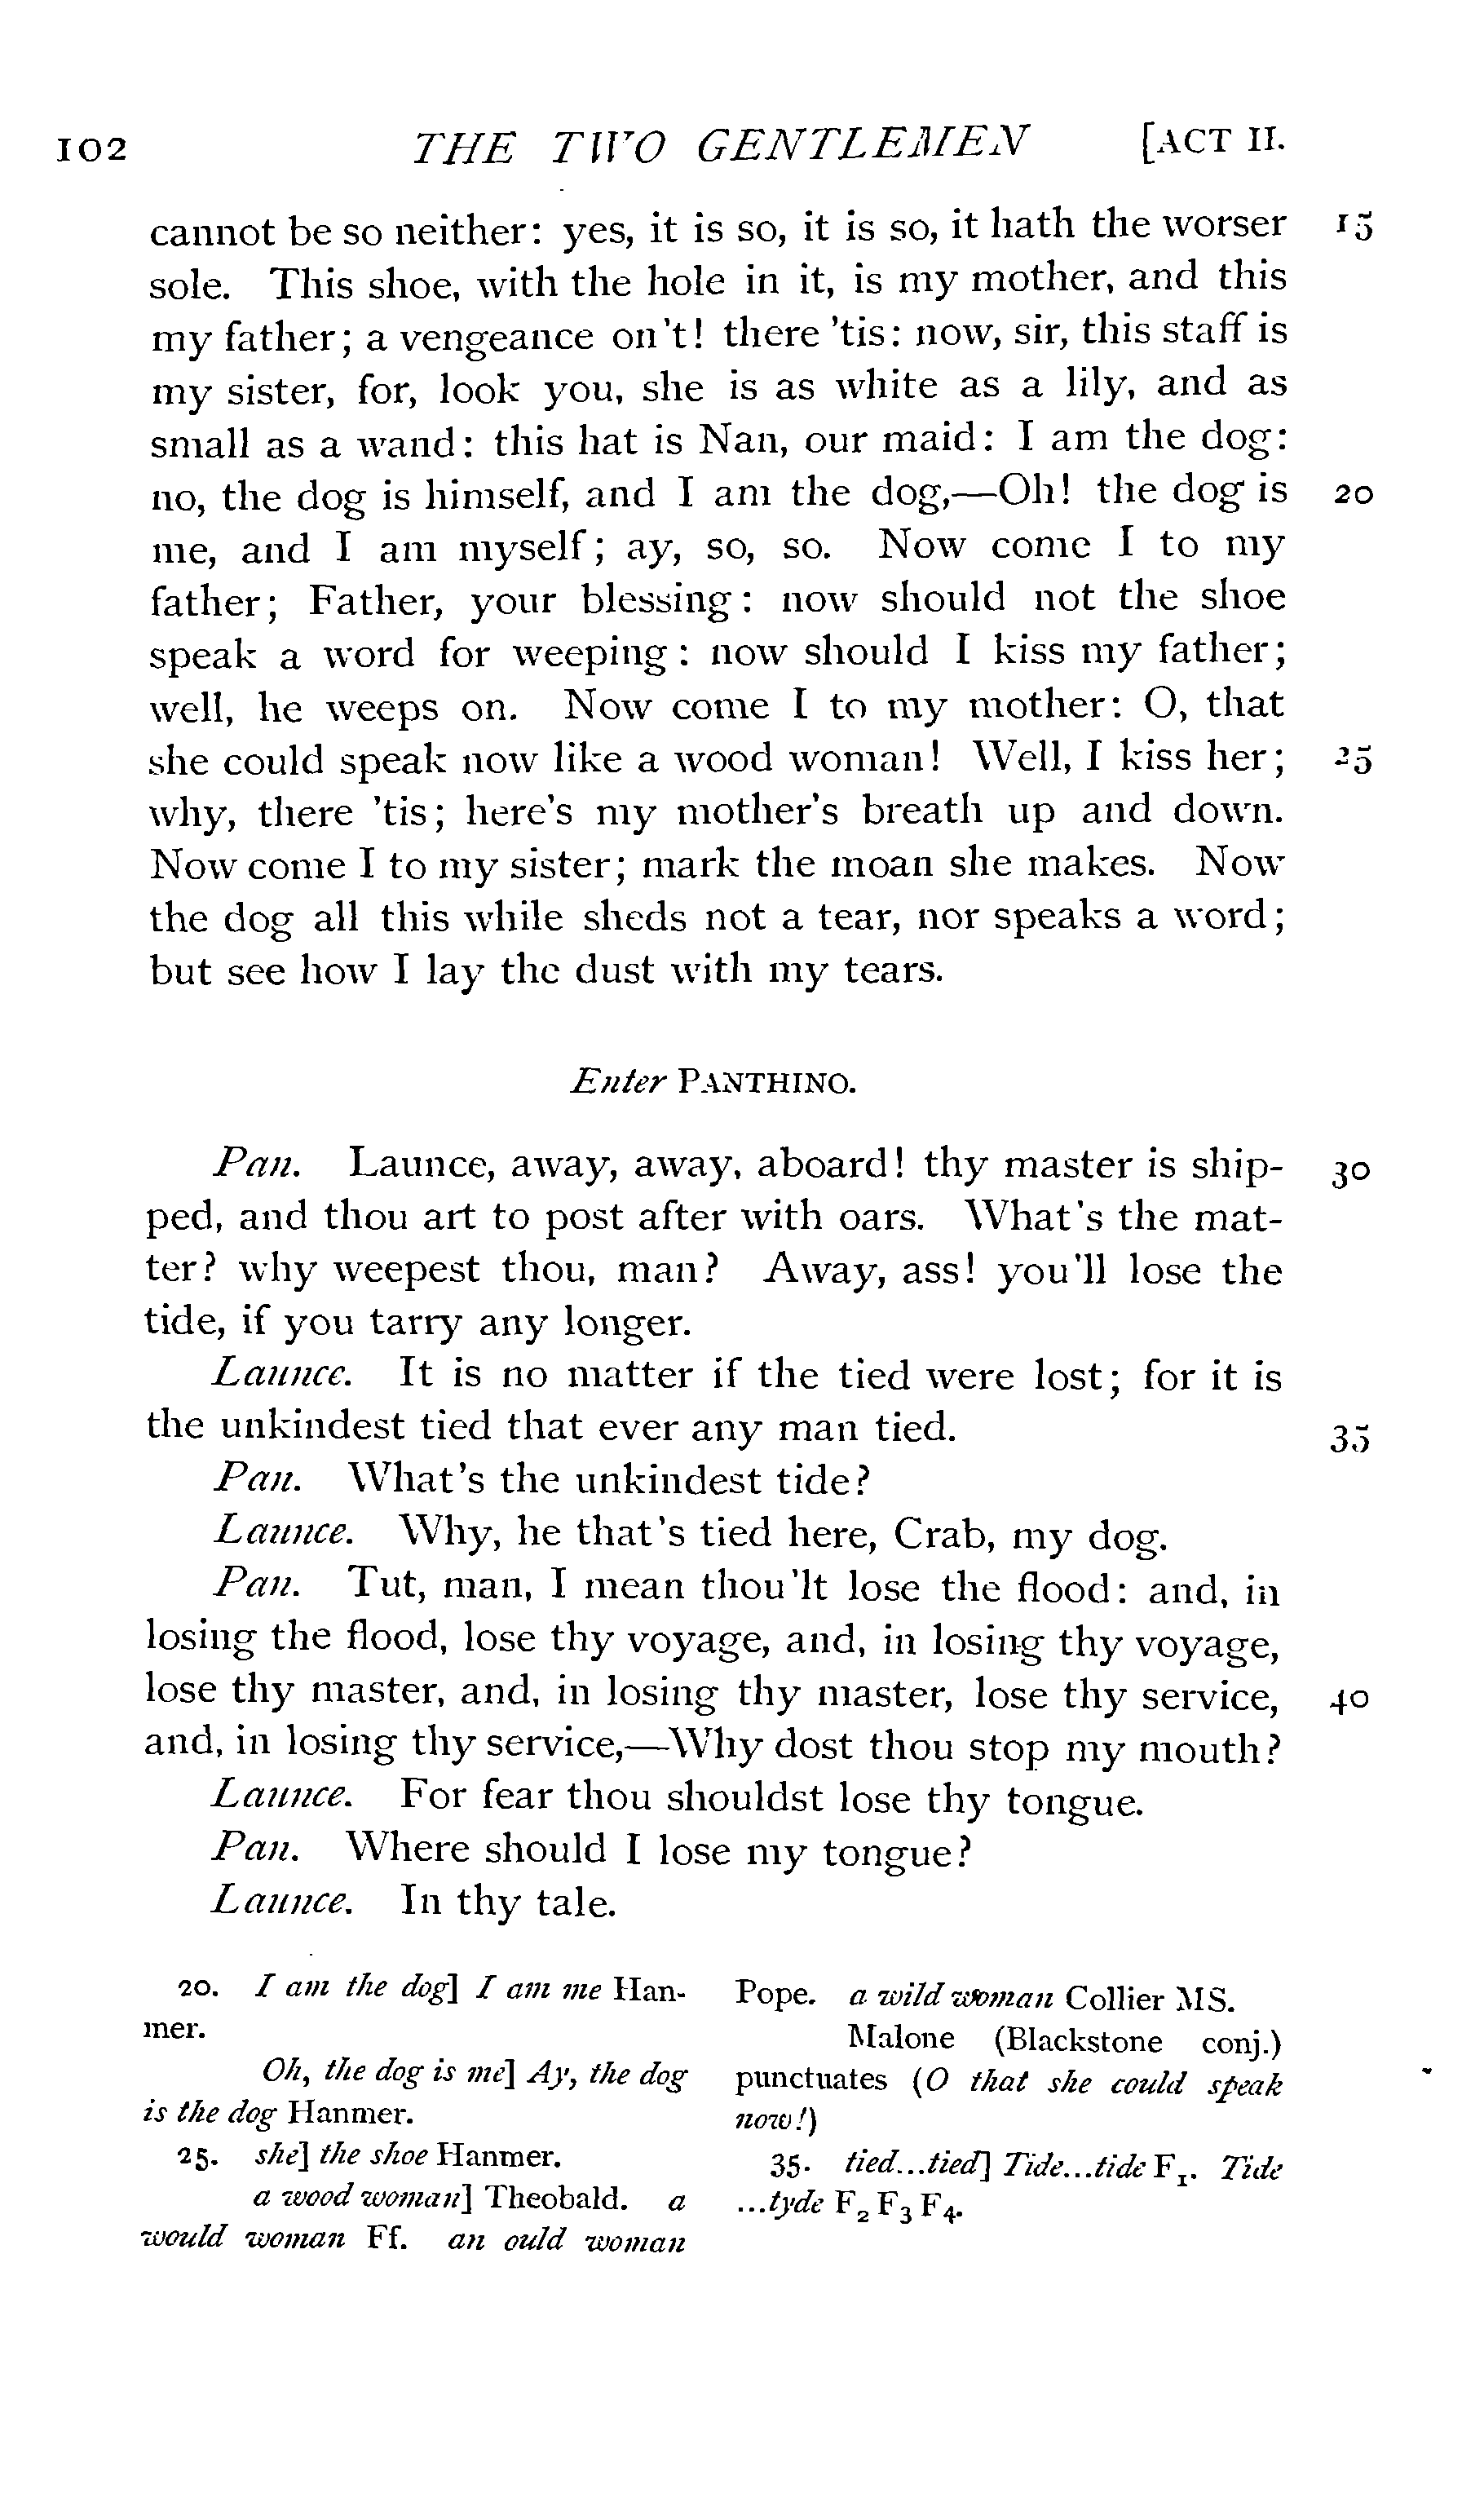 102 THE TWO GENTLEMEN [ACT II.
cannot be so neither: yes, it is so, it is so, it hath the worser 15
sole. This shoe, with the hole in it, is my mother, and this
my father; a vengeance on't! there 'tis: now, sir, this staff is
my sister, for, look you, she is as white as a lily, and as
small as a wand: this hat is Nan, our maid: I am the dog:
no, the dog is himself, and I am the dog,—Oh! the dog is 20
me, and I am myself; ay, so, so. Now come I to my
father; Father, your blessing: now should not the shoe
speak a word for weeping: now should I kiss my father;
well, he weeps on. Now come I to my mother: O, that
she could speak now like a wood woman! Well, I kiss her; 25
why, there 'tis; here's my mother's breath up and down.
Now come I to my sister; mark the moan she makes. Now
the dog all this while sheds not a tear, nor speaks a word;
but see how I lay the dust with my tears.
Enter PANTHINO.
Pan. Launce, away, away, aboard! thy master is ship- 30
ped, and thou art to post after with oars. What's the mat-
ter? why weepest thou, man? Away, ass! you'll lose the
tide, if you tarry any longer.
Launce. It is no matter if the tied were lost; for it is
the unkindest tied that ever any man tied. 35
Pan. What's the unkindest tide?
Launce. Why, he that's tied here, Crab, my dog.
Pan. Tut, man, I mean thou'lt lose the flood: and, in
losing the flood, lose thy voyage, and, in losing thy voyage,
lose thy master, and, in losing thy master, lose thy service, 40
and, in losing thy service,—Why dost thou stop my mouth?
Launce. For fear thou shouldst lose thy tongue.
Pan. Where should I lose my tongue?
Launce. In thy tale.
20. I am the dog] I am me Han-
mer.
Oh, the dog is me] Ay, the dog
is the dog Hanmer.
25. she] the shoe Hanmer.
a wood woman] Theobald. a
would woman Ff. an ould woman
Pope. a wild woman Collier MS.
Malone (Blackstone conj.)
punctuates (O that she could speak
now!)
35. tied...tied] Tide...tide F1. Tide
...tyde F2 F3 F4.